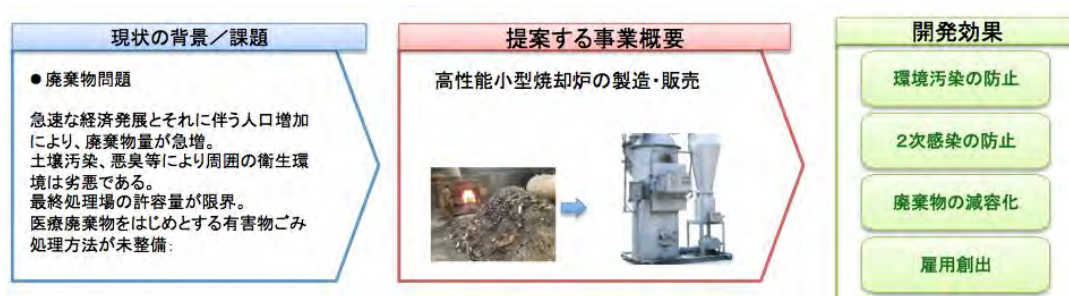 現状の背景／課題
●廃棄物問題
急速な経済発展とそれに伴う人口増加
により、廃棄物量が急増。
土壌汚染、悪臭等により周囲の衛生環
境は劣悪である。
最終処理場の許容量が限界。
医療廃棄物をはじめとする有害物ごみ
処理方法が未整備:
提案する事業概要
高性能小型焼却炉の製造・販売
開発効果
環境汚染の防止
2次感染の防止
廃棄物の減容化
雇用創出